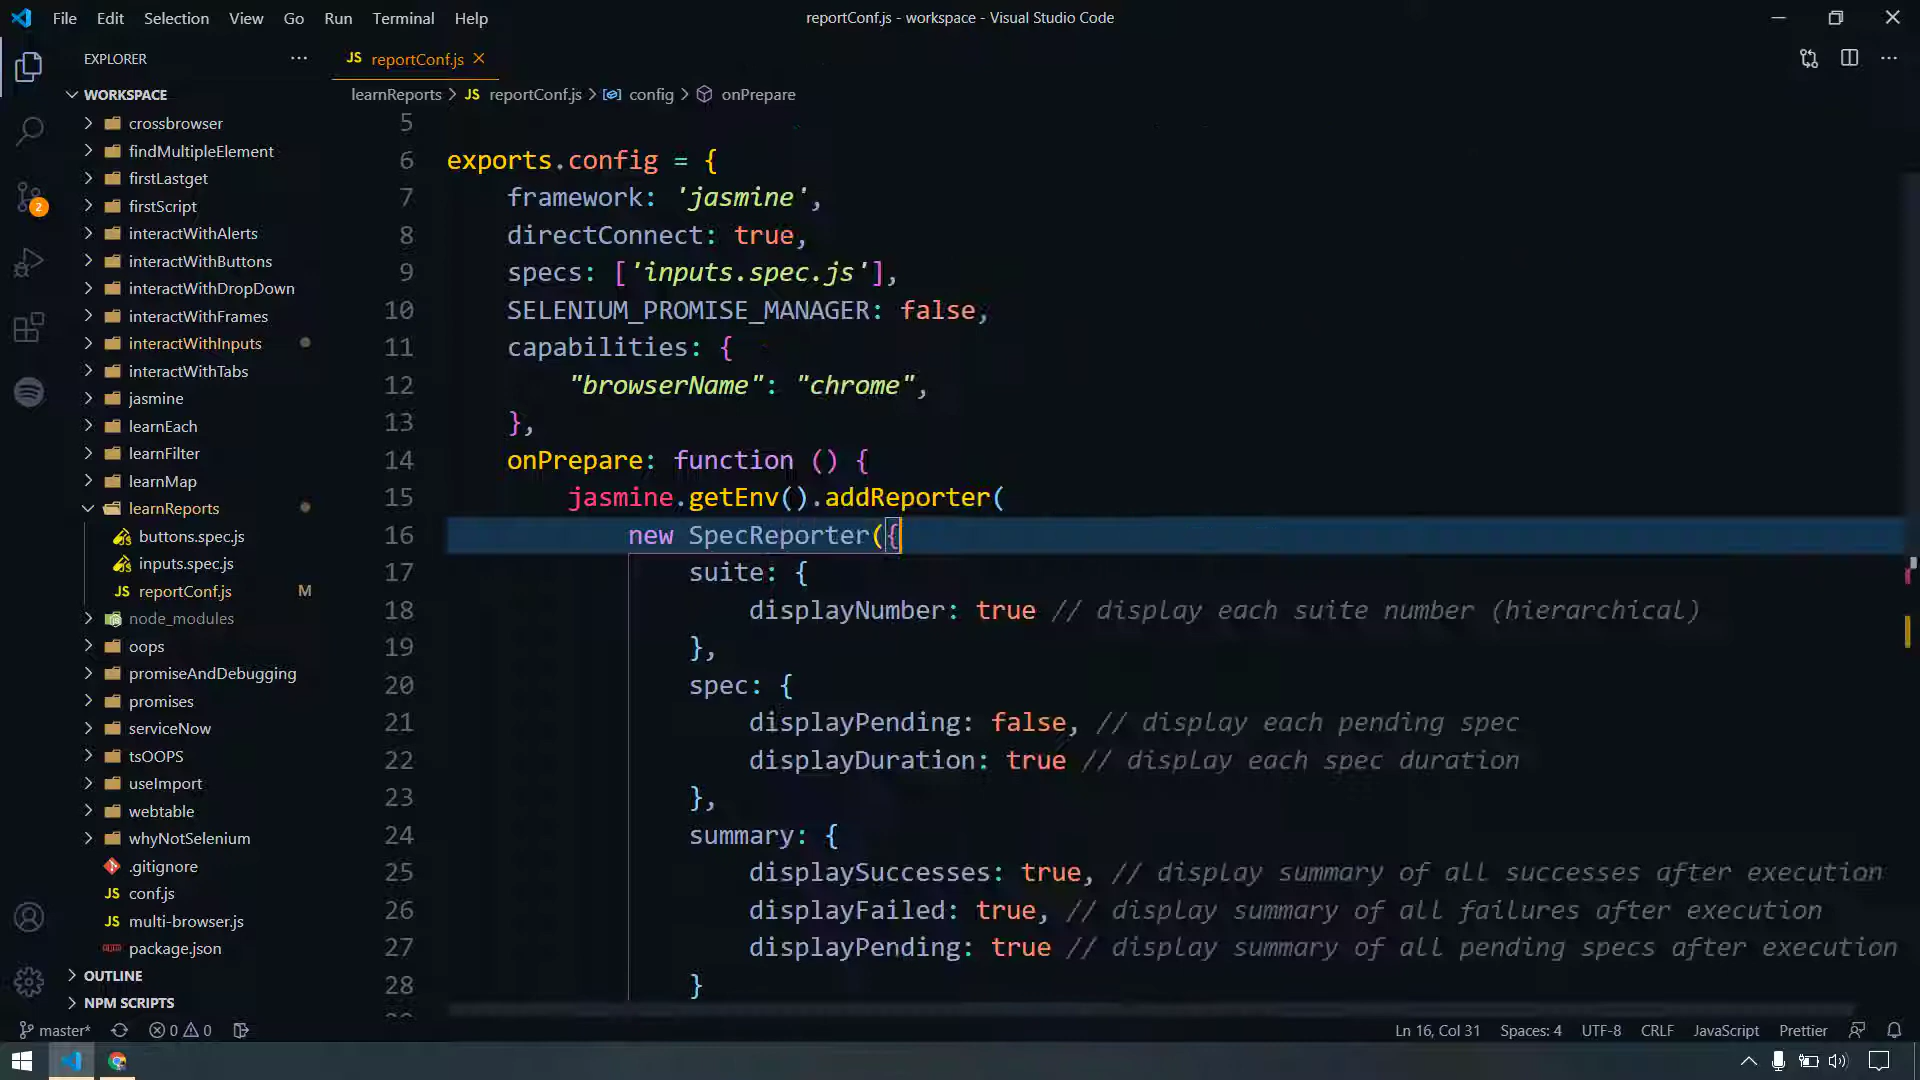 File Edit Selection View Go Run Terminal Help
reportConf.js - workspace - Visual Studio Code
EXPLORER
JS reportConf.js
learnReports > JS reportConf.js > config > onPrepare
WORKSPACE
crossbrowser
findMultipleElement
firstLastget
firstScript
interactWithAlerts
interactWithButtons
interactWithDropDown
interactWithFrames
interactWithInputs
interactWithTabs
jasmine
learnEach
learnFilter
learnMap
learnReports
buttons.spec.js
inputs.spec.js
JS reportConf.js M
node_modules
oops
promiseAndDebugging
promises
serviceNow
tsOOPS
useImport
webtable
whyNotSelenium
.gitignore
JS conf.js
JS multi-browser.js
package.json
OUTLINE
NPM SCRIPTS
2
5
6 exports.config = {
7 framework: 'jasmine',
8 directConnect: true,
9 specs: ['inputs.spec.js'],
10 SELENIUM_PROMISE_MANAGER: false,
11 capabilities: {
12 "browserName": "chrome",
13 },
14 onPrepare: function () {
15 jasmine.getEnv().addReporter(
16 new SpecReporter({
17 suite: {
18 displayNumber: true // display each suite number (hierarchical)
19 },
20 spec: {
21 displayPending: false, // display each pending spec
22 displayDuration: true // display each spec duration
23 },
24 summary: {
25 displaySuccesses: true, // display summary of all successes after execution
26 displayFailed: true, // display summary of all failures after execution
27 displayPending: true // display summary of all pending specs after execution
28 }
master* 0 0
Ln 16, Col 31 Spaces: 4 UTF-8 CRLF JavaScript Prettier